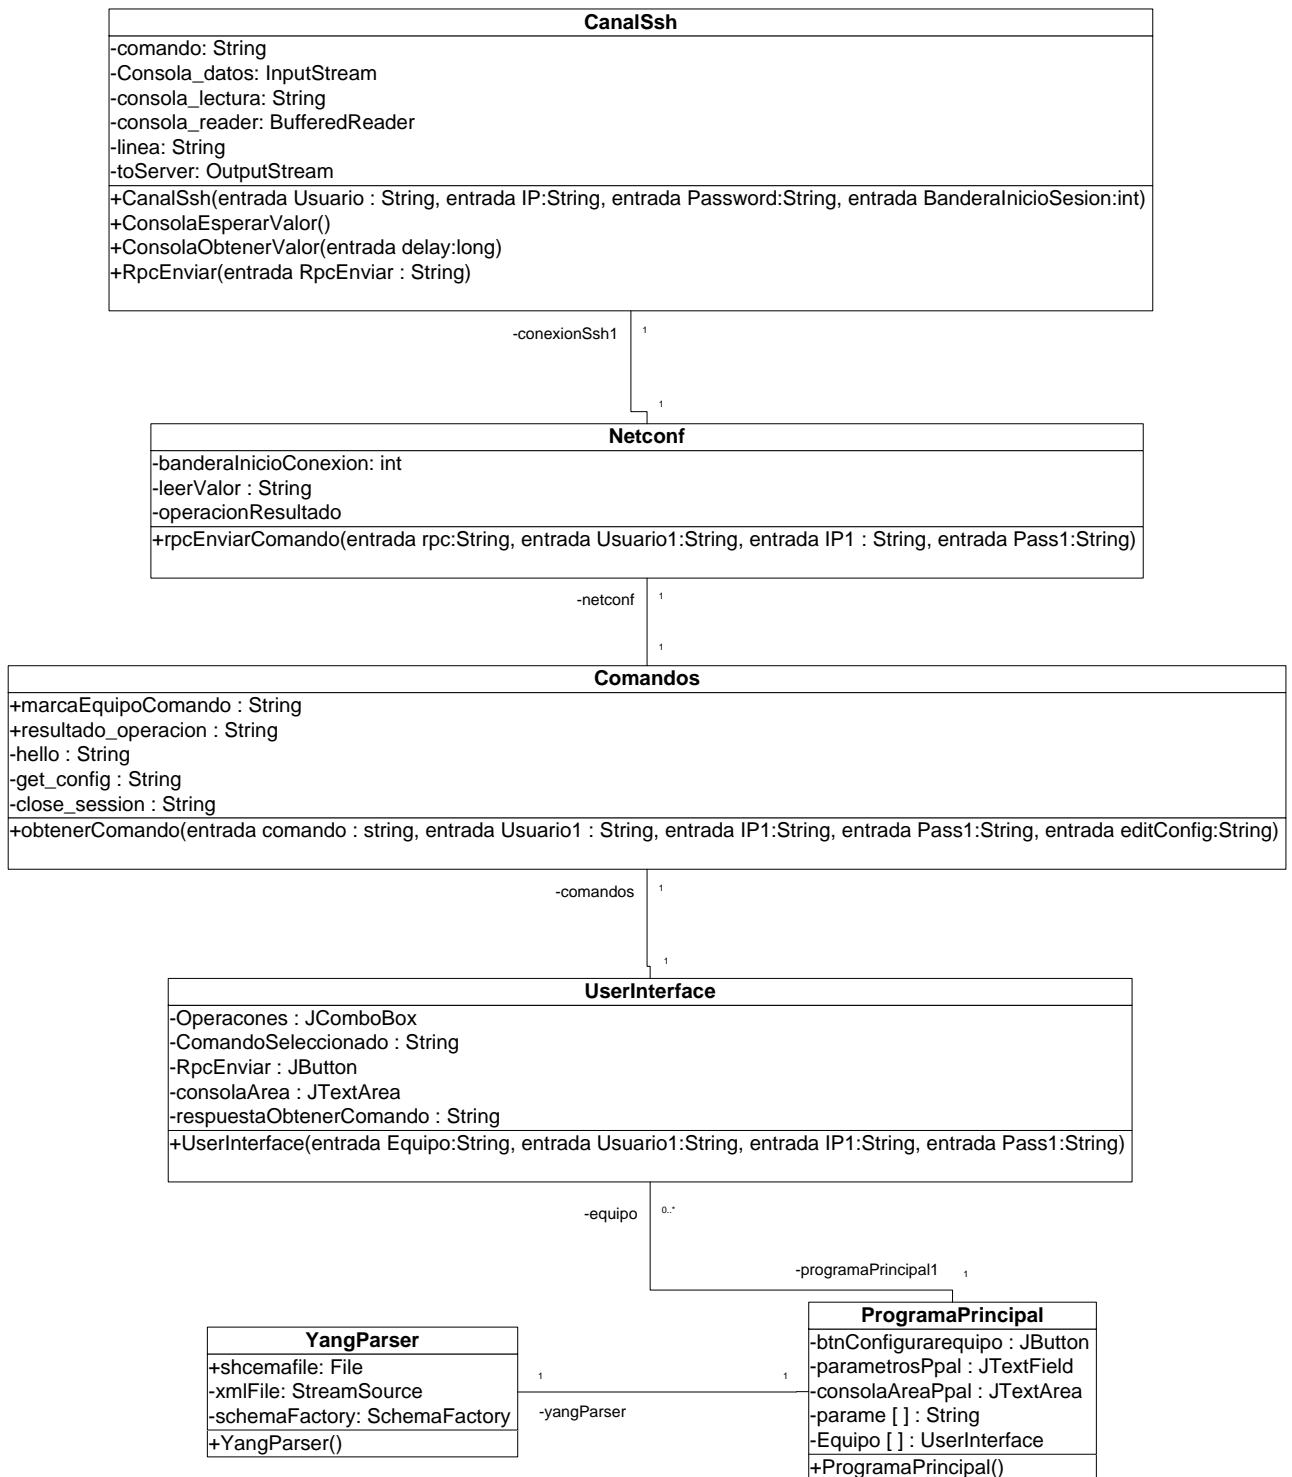 CanalSsh
-comando: String
-Consola_datos: InputStream
-consola_lectura: String
-consola_reader: BufferedReader
-linea: String
-toServer: OutputStream
+CanalSsh(entrada Usuario : String, entrada IP:String, entrada Password:String, entrada BanderaInicioSesion:int)
+ConsolaEsperarValor()
+ConsolaObtenerValor(entrada delay:long)
+RpcEnviar(entrada RpcEnviar : String)
-conexionSsh1
1
1
Netconf
-banderaInicioConexion: int
-leerValor : String
-operacionResultado
+rpcEnviarComando(entrada rpc:String, entrada Usuario1:String, entrada IP1 : String, entrada Pass1:String)
-netconf
1
1
Comandos
+marcaEquipoComando : String
+resultado_operacion : String
-hello : String
-get_config : String
-close_session : String
+obtenerComando(entrada comando : string, entrada Usuario1 : String, entrada IP1:String, entrada Pass1:String, entrada editConfig:String)
-comandos
1
1
UserInterface
-Operacones : JComboBox
-ComandoSeleccionado : String
-RpcEnviar : JButton
-consolaArea : JTextArea
-respuestaObtenerComando : String
+UserInterface(entrada Equipo:String, entrada Usuario1:String, entrada IP1:String, entrada Pass1:String)
-equipo
0..*
-programaPrincipal1
1
YangParser
+shcemafile: File
-xmlFile: StreamSource
-schemaFactory: SchemaFactory
+YangParser()
1
-yangParser
1
ProgramaPrincipal
-btnConfigurarequipo : JButton
-parametrosPpal : JTextField
-consolaAreaPpal : JTextArea
-parame [ ] : String
-Equipo [ ] : UserInterface
+ProgramaPrincipal()